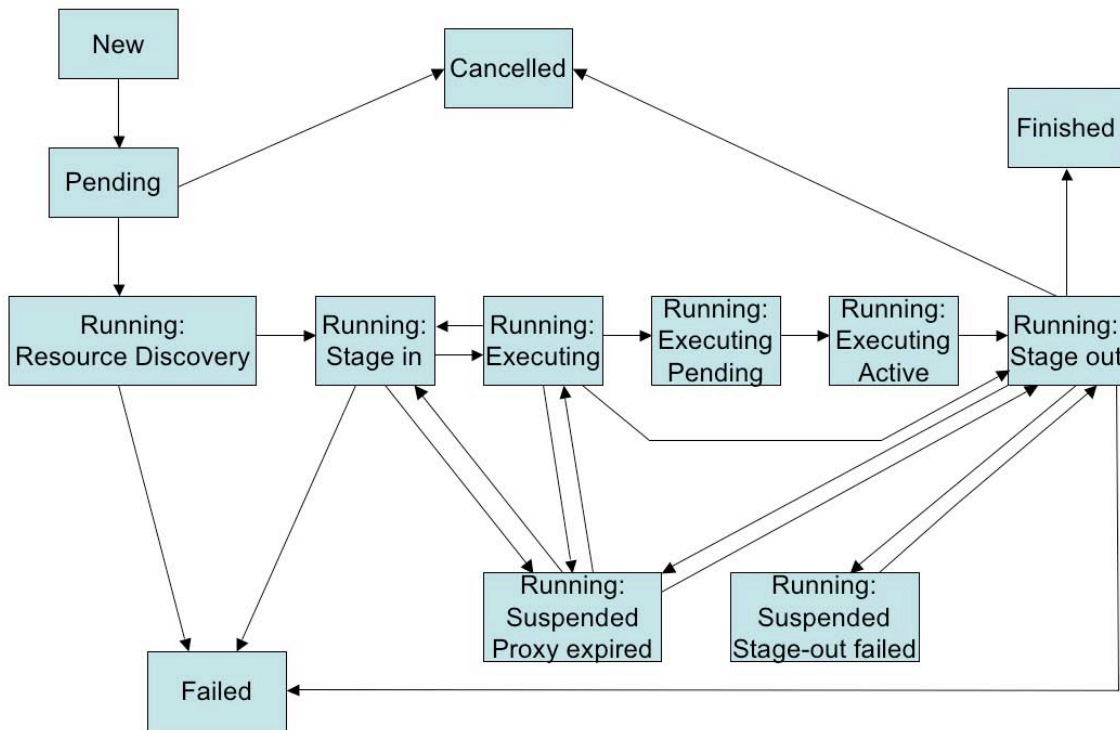 New
Cancelled
Finished
Pending
Running:
Resource Discovery
Running:
Stage in
Running:
Executing
Running:
Executing
Pending
Running:
Executing
Active
Running:
Stage out
Running:
Suspended
Proxy expired
Running:
Suspended
Stage-out failed
Failed